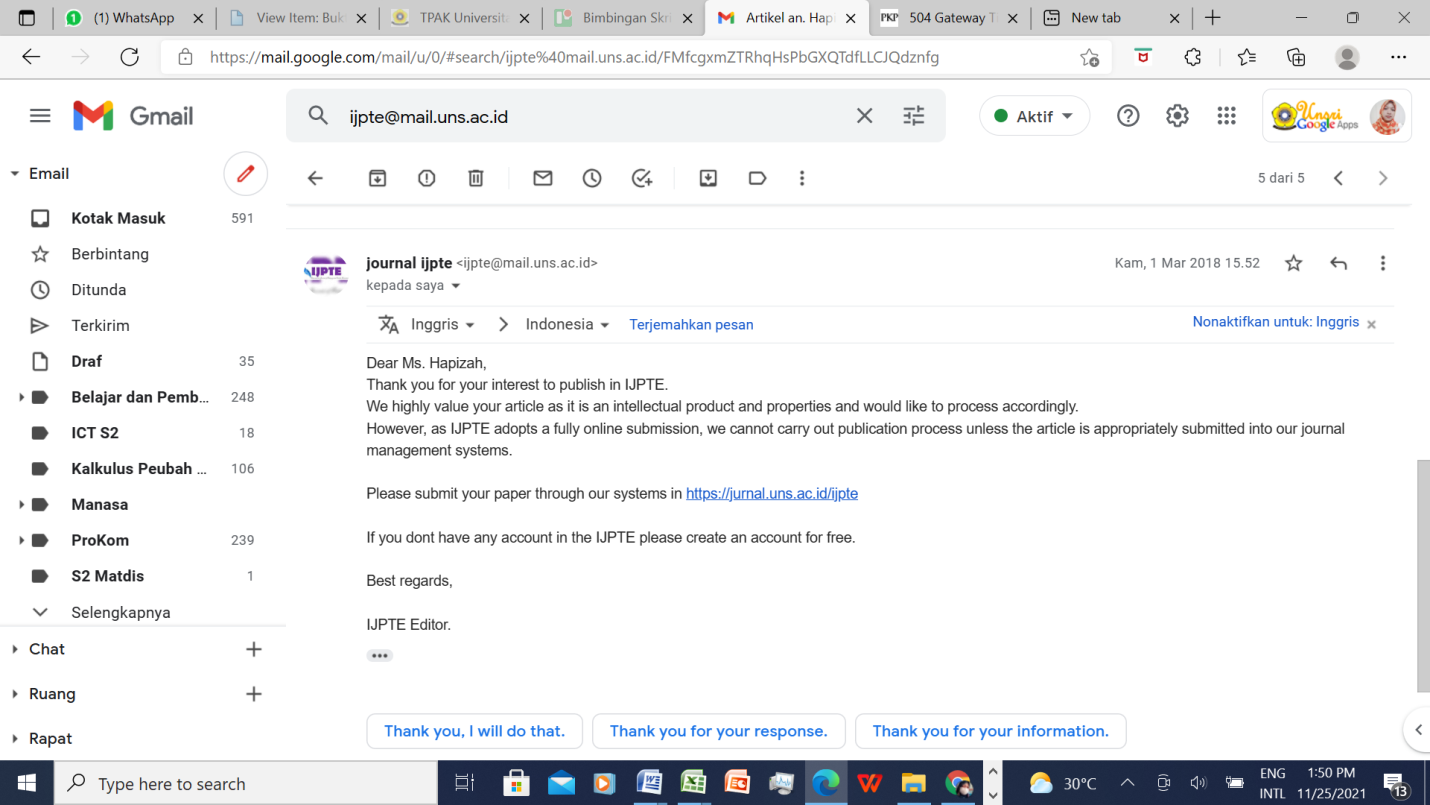 (1) WhatsApp
View Item: Buk
TPAK Universita
Bimbingan Skri
Artikel an. Hapi
PKP 504 Gateway Ti
New tab
https://mail.google.com/mail/u/0/#search/ijpte%40mail.uns.ac.id/FMfcgxmZTRhqHsPbGXQTdfLLCJQdznfg
Gmail
ijpte@mail.uns.ac.id
Aktif
Unsri
Google Apps
Email
5 dari 5
Kotak Masuk 591
Berbintang
Ditunda
Terkirim
Draf 35
Belajar dan Pemb... 248
ICT S2 18
Kalkulus Peubah ... 106
Manasa
ProKom 239
S2 Matdis 1
Selengkapnya
Chat
Ruang
Rapat
IJPTE
journal ijpte <ijpte@mail.uns.ac.id>
Kam, 1 Mar 2018 15.52
kepada saya
Inggris > Indonesia Terjemahkan pesan
Nonaktifkan untuk: Inggris
Dear Ms. Hapizah,
Thank you for your interest to publish in IJPTE.
We highly value your article as it is an intellectual product and properties and would like to process accordingly.
However, as IJPTE adopts a fully online submission, we cannot carry out publication process unless the article is appropriately submitted into our journal
management systems.
Please submit your paper through our systems in https://jurnal.uns.ac.id/ijpte
If you dont have any account in the IJPTE please create an account for free.
Best regards,
IJPTE Editor.
Thank you, I will do that.
Thank you for your response.
Thank you for your information.
Type here to search
30°C
ENG
INTL
1:50 PM
11/25/2021
13